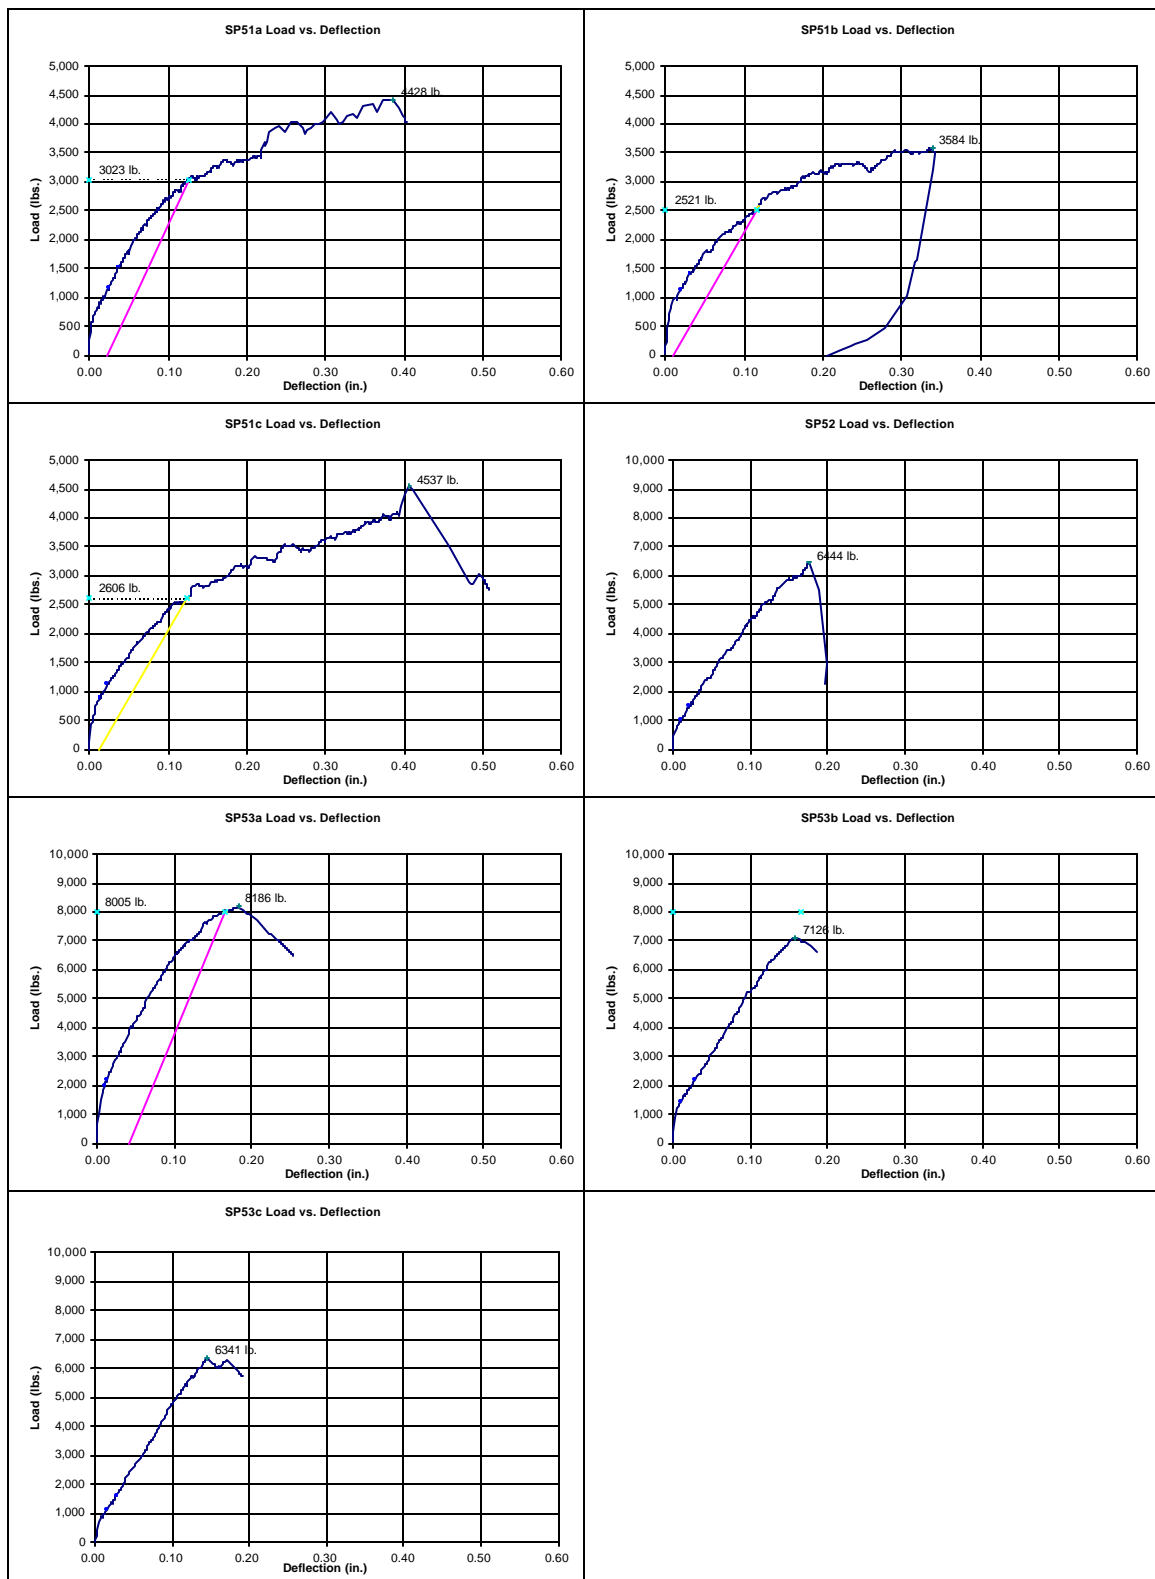 SP51a Load vs. Deflection
5,000
4,500
4,000
3,500
3,000
2,500
2,000
1,500
1,000
500
0
Load (lbs.)
4428 lb.
3023 lb.
0.00 0.10 0.20 0.30 0.40 0.50 0.60
Deflection (in.)
SP51b Load vs. Deflection
5,000
4,500
4,000
3,500
3,000
2,500
2,000
1,500
1,000
500
0
Load (lbs.)
3584 lb.
2521 lb.
0.00 0.10 0.20 0.30 0.40 0.50 0.60
Deflection (in.)
SP51c Load vs. Deflection
5,000
4,500
4,000
3,500
3,000
2,500
2,000
1,500
1,000
500
0
Load (lbs.)
4537 lb.
2606 lb.
0.00 0.10 0.20 0.30 0.40 0.50 0.60
Deflection (in.)
SP52 Load vs. Deflection
10,000
9,000
8,000
7,000
6,000
5,000
4,000
3,000
2,000
1,000
0
Load (lbs.)
6444 lb.
0.00 0.10 0.20 0.30 0.40 0.50 0.60
Deflection (in.)
SP53a Load vs. Deflection
10,000
9,000
8,000
7,000
6,000
5,000
4,000
3,000
2,000
1,000
0
Load (lbs.)
8005 lb.
8186 lb.
0.00 0.10 0.20 0.30 0.40 0.50 0.60
Deflection (in.)
SP53b Load vs. Deflection
10,000
9,000
8,000
7,000
6,000
5,000
4,000
3,000
2,000
1,000
0
Load (lbs.)
7126 lb.
0.00 0.10 0.20 0.30 0.40 0.50 0.60
Deflection (in.)
SP53c Load vs. Deflection
10,000
9,000
8,000
7,000
6,000
5,000
4,000
3,000
2,000
1,000
0
Load (lbs.)
6341 lb.
0.00 0.10 0.20 0.30 0.40 0.50 0.60
Deflection (in.)